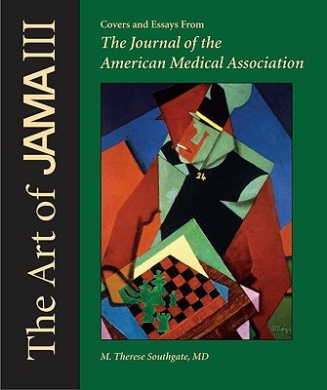 Covers and Essays From
The Journal of the
American Medical Association
The Art of JAMA III
24
M. Therese Southgate, MD